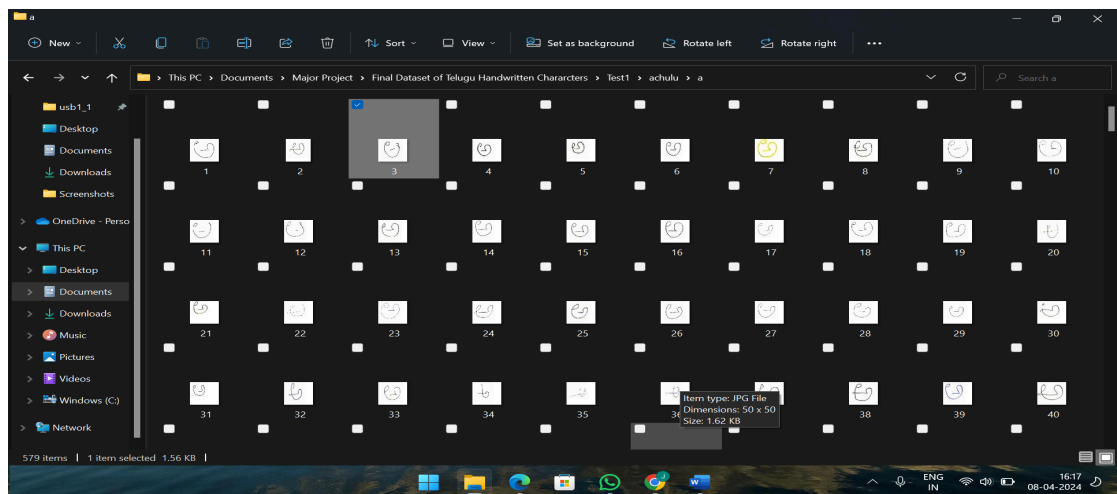 a
New Sort View Set as background Rotate left Rotate right
This PC > Documents > Major Project > Final Dataset of Telugu Handwritten Chararcters > Test1 > achulu > a
Search a
usb1_1
Desktop
Documents
Downloads
Screenshots
OneDrive - Perso
This PC
Desktop
Documents
Downloads
Music
Pictures
Videos
Windows (C:)
Network
1 2 3 4 5 6 7 8 9 10
11 12 13 14 15 16 17 18 19 20
21 22 23 24 25 26 27 28 29 30
31 32 33 34 35 36 38 39 40
Item type: JPG File
Dimensions: 50 x 50
Size: 1.62 KB
579 items 1 item selected 1.56 KB
ENG
IN
16:17
08-04-2024